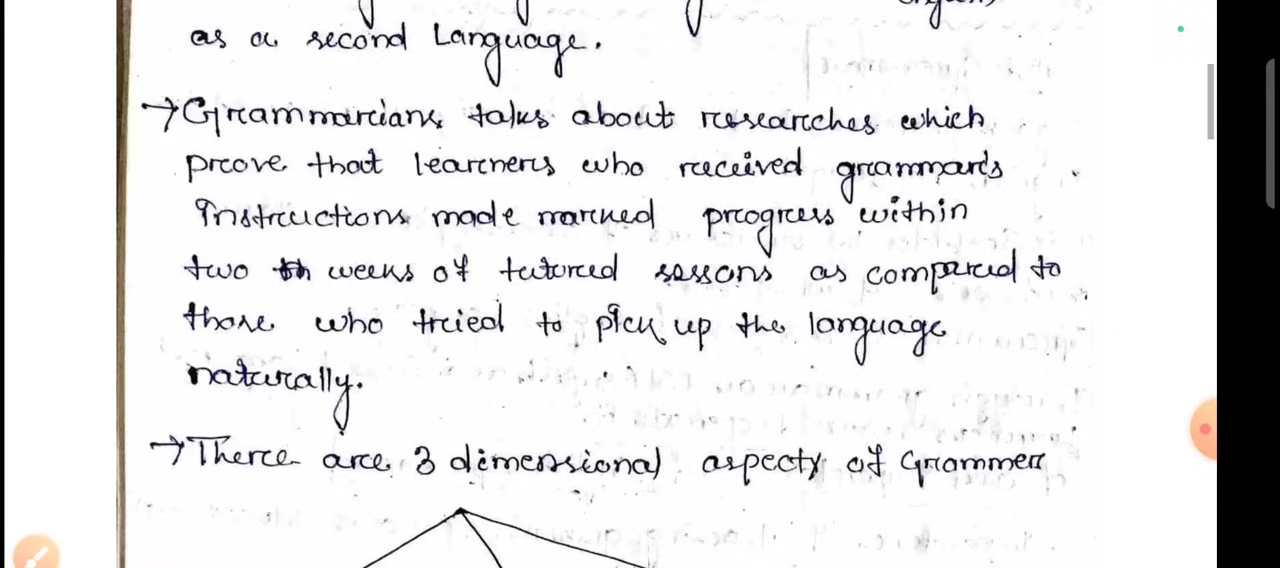 as a second Language.
→ Grammarians talks about researches which
prove that learners who received grammar's
Instructions made marked progress within
two weeks of tutored sessons as compared to
those who tried to pick up the language
naturally.
→ There are 3 dimensional aspects of Grammer